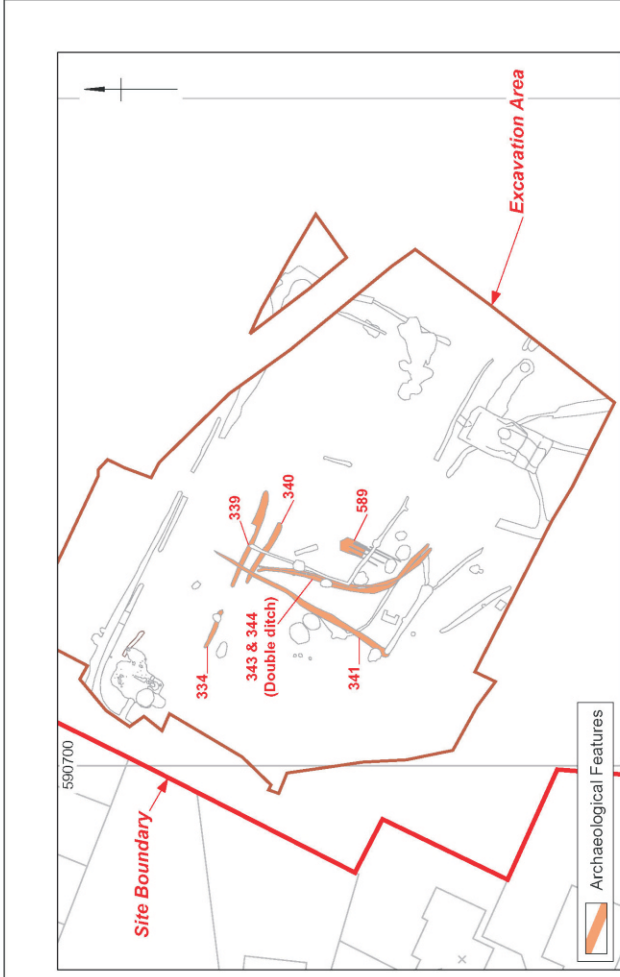 Excavation Area
339
340
589
334
343 & 344
(Double ditch)
341
590700
Site Boundary
Archaeological Features